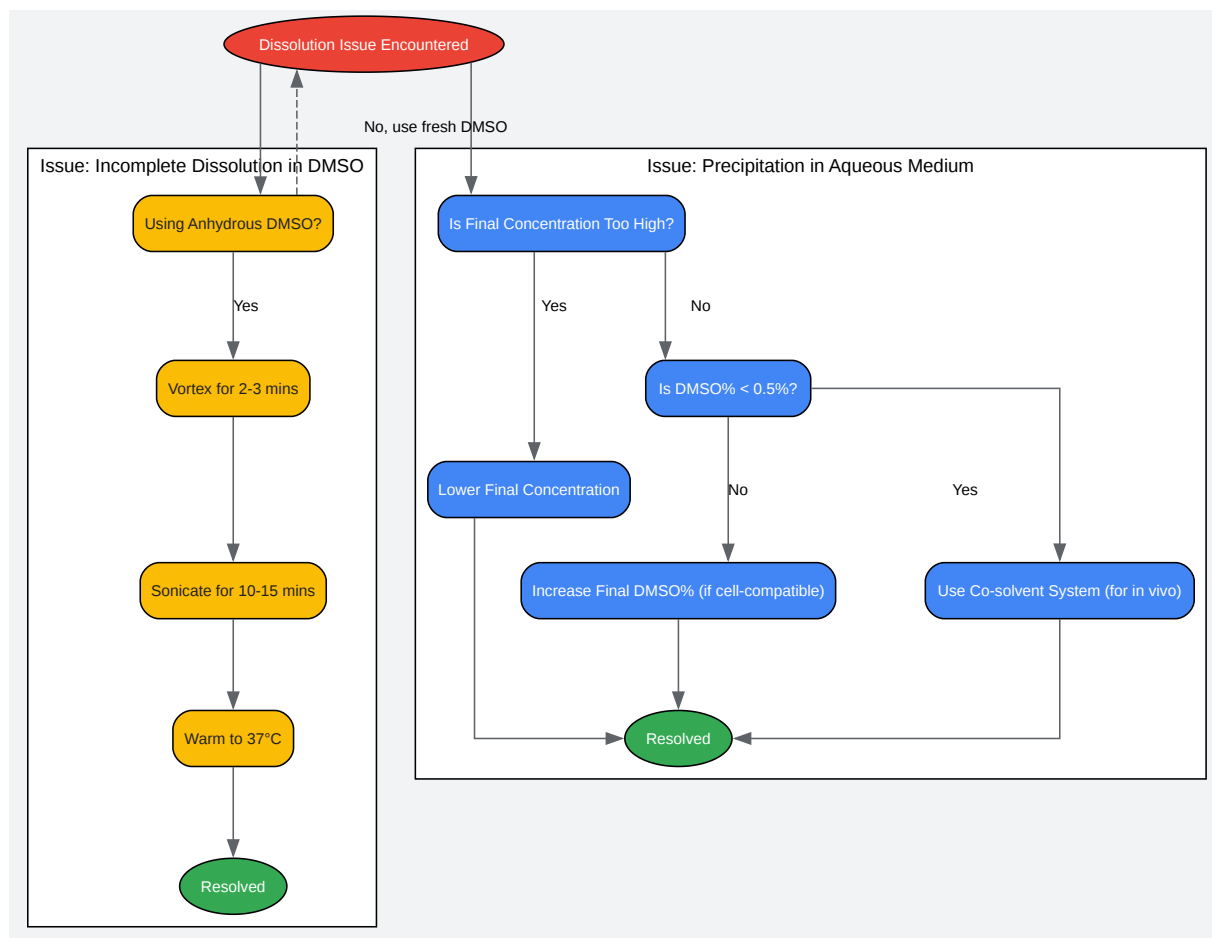 Dissolution Issue Encountered
No, use fresh DMSO
Issue: Incomplete Dissolution in DMSO
Using Anhydrous DMSO?
Yes
Vortex for 2-3 mins
Sonicate for 10-15 mins
Warm to 37°C
Resolved
Issue: Precipitation in Aqueous Medium
Is Final Concentration Too High?
Yes
No
Is DMSO% < 0.5%?
Lower Final Concentration
No
Yes
Increase Final DMSO% (if cell-compatible)
Use Co-solvent System (for in vivo)
Resolved